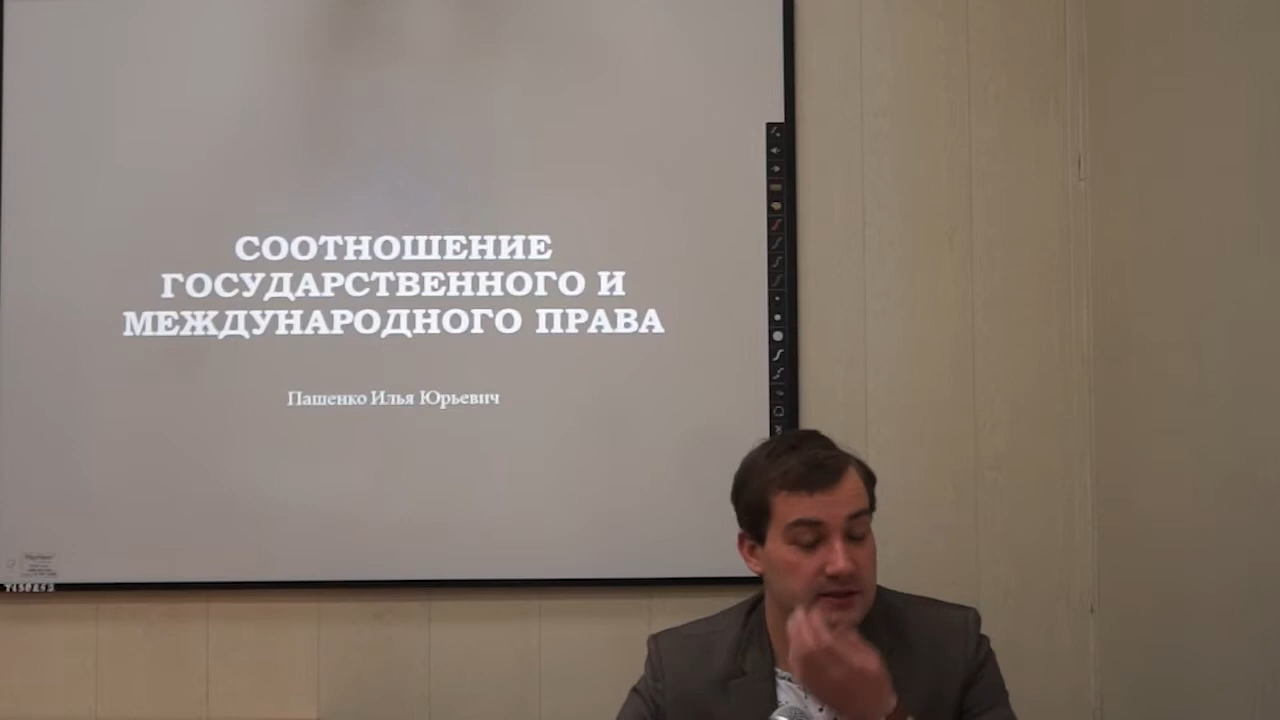 СООТНОШЕНИЕ
ГОСУДАРСТВЕННОГО И
МЕЖДУНАРОДНОГО ПРАВА
Пашенко Илья Юрьевич